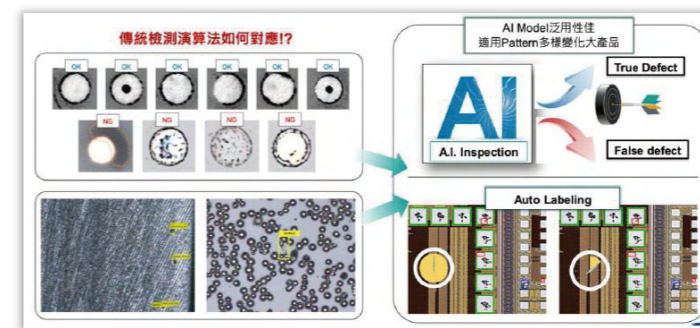 傳統檢測演算法如何對應!?
OK
OK
OK
OK
OK
OK
NG
NG
NG
NG
AI Model泛用性佳
適用Pattern多樣變化大產品
AI
A.I. Inspection
True Defect
False defect
Auto Labeling